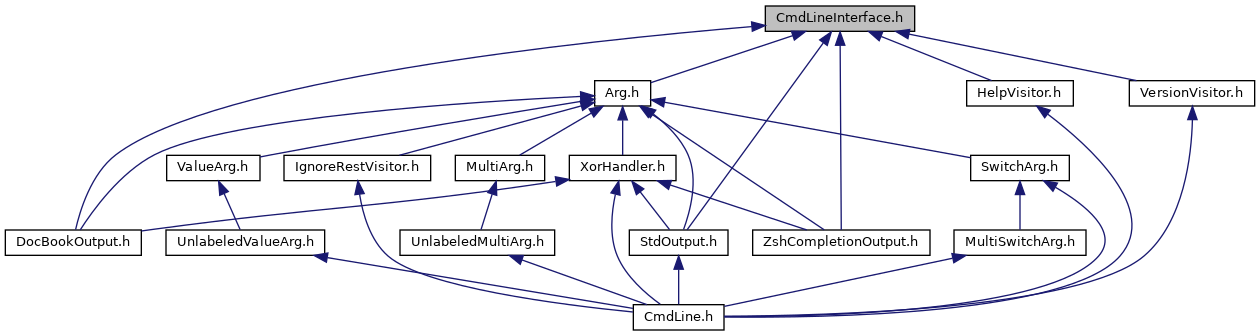 CmdLineInterface.h
Arg.h
HelpVisitor.h
VersionVisitor.h
ValueArg.h
IgnoreRestVisitor.h
MultiArg.h
XorHandler.h
SwitchArg.h
DocBookOutput.h
UnlabeledValueArg.h
UnlabeledMultiArg.h
StdOutput.h
ZshCompletionOutput.h
MultiSwitchArg.h
CmdLine.h